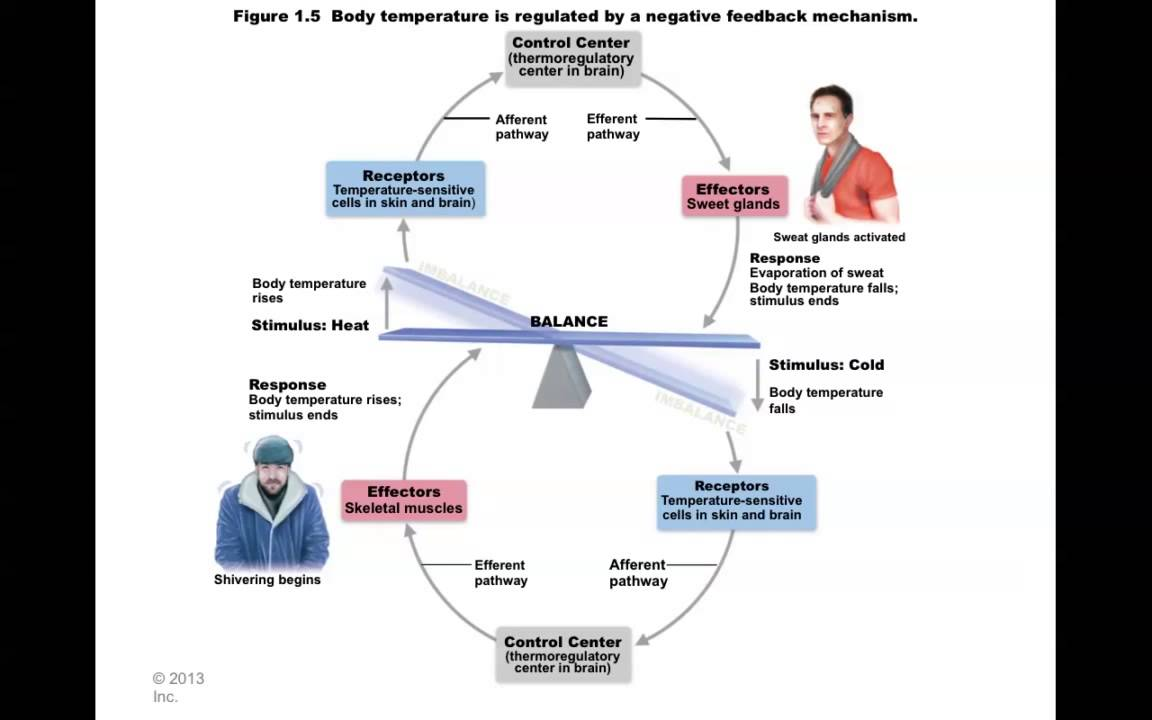 Figure 1.5 Body temperature is regulated by a negative feedback mechanism.
Control Center
(thermoregulatory
center in brain)
Afferent
pathway
Efferent
pathway
Receptors
Temperature-sensitive
cells in skin and brain)
Effectors
Sweet glands
Sweat glands activated
Response
Evaporation of sweat
Body temperature falls;
stimulus ends
IMBALANCE
Body temperature
rises
Stimulus: Heat
BALANCE
Stimulus: Cold
Body temperature
falls
IMBALANCE
Response
Body temperature rises;
stimulus ends
Effectors
Skeletal muscles
Shivering begins
Receptors
Temperature-sensitive
cells in skin and brain
Efferent
pathway
Afferent
pathway
Control Center
(thermoregulatory
center in brain)
© 2013
Inc.